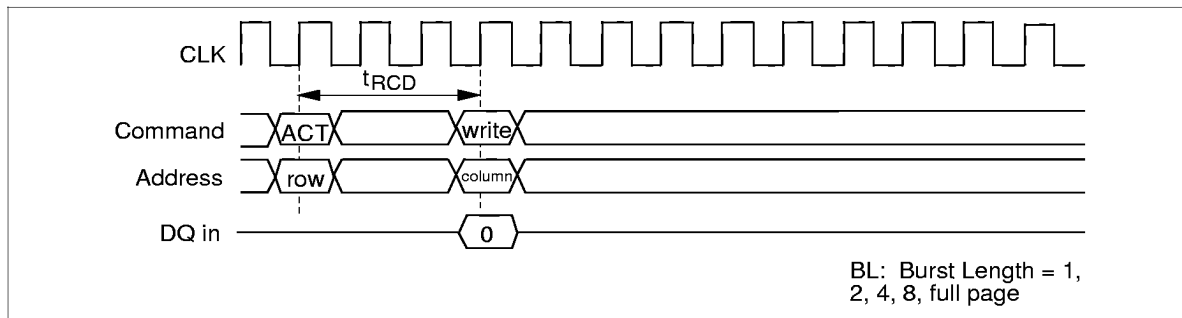 CLK
tRCD
Command ACT write
Address row column
DQ in 0
BL: Burst Length = 1,
2, 4, 8, full page